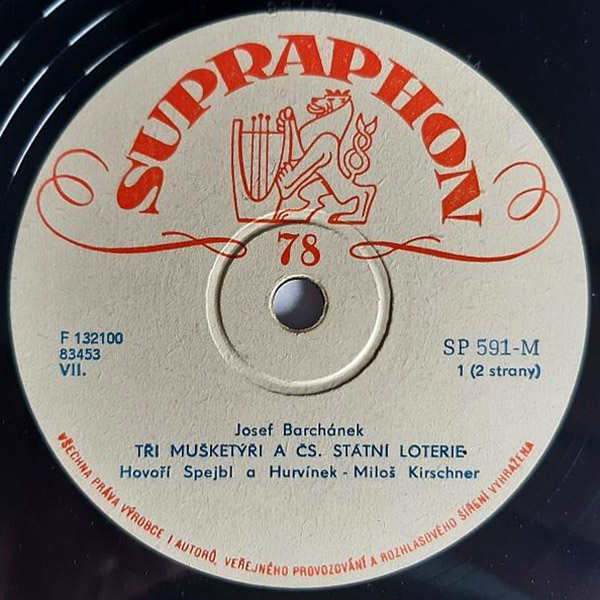 SUPRAPHON
78
F 132100
83453
VII.
SP 591-M
1 (2 strany)
Josef Barchánek
TŘI MUŠKETÝŘI A ČS. STÁTNÍ LOTERIE
Hovoří Spejbl a Hurvínek - Miloš Kirschner
VŠECHNA PRÁVA VÝROBCE I AUTORŮ, VEŘEJNÉHO PROVOZOVÁNÍ A ROZHLASOVÉHO ŠÍŘENÍ VYHRAŽENA